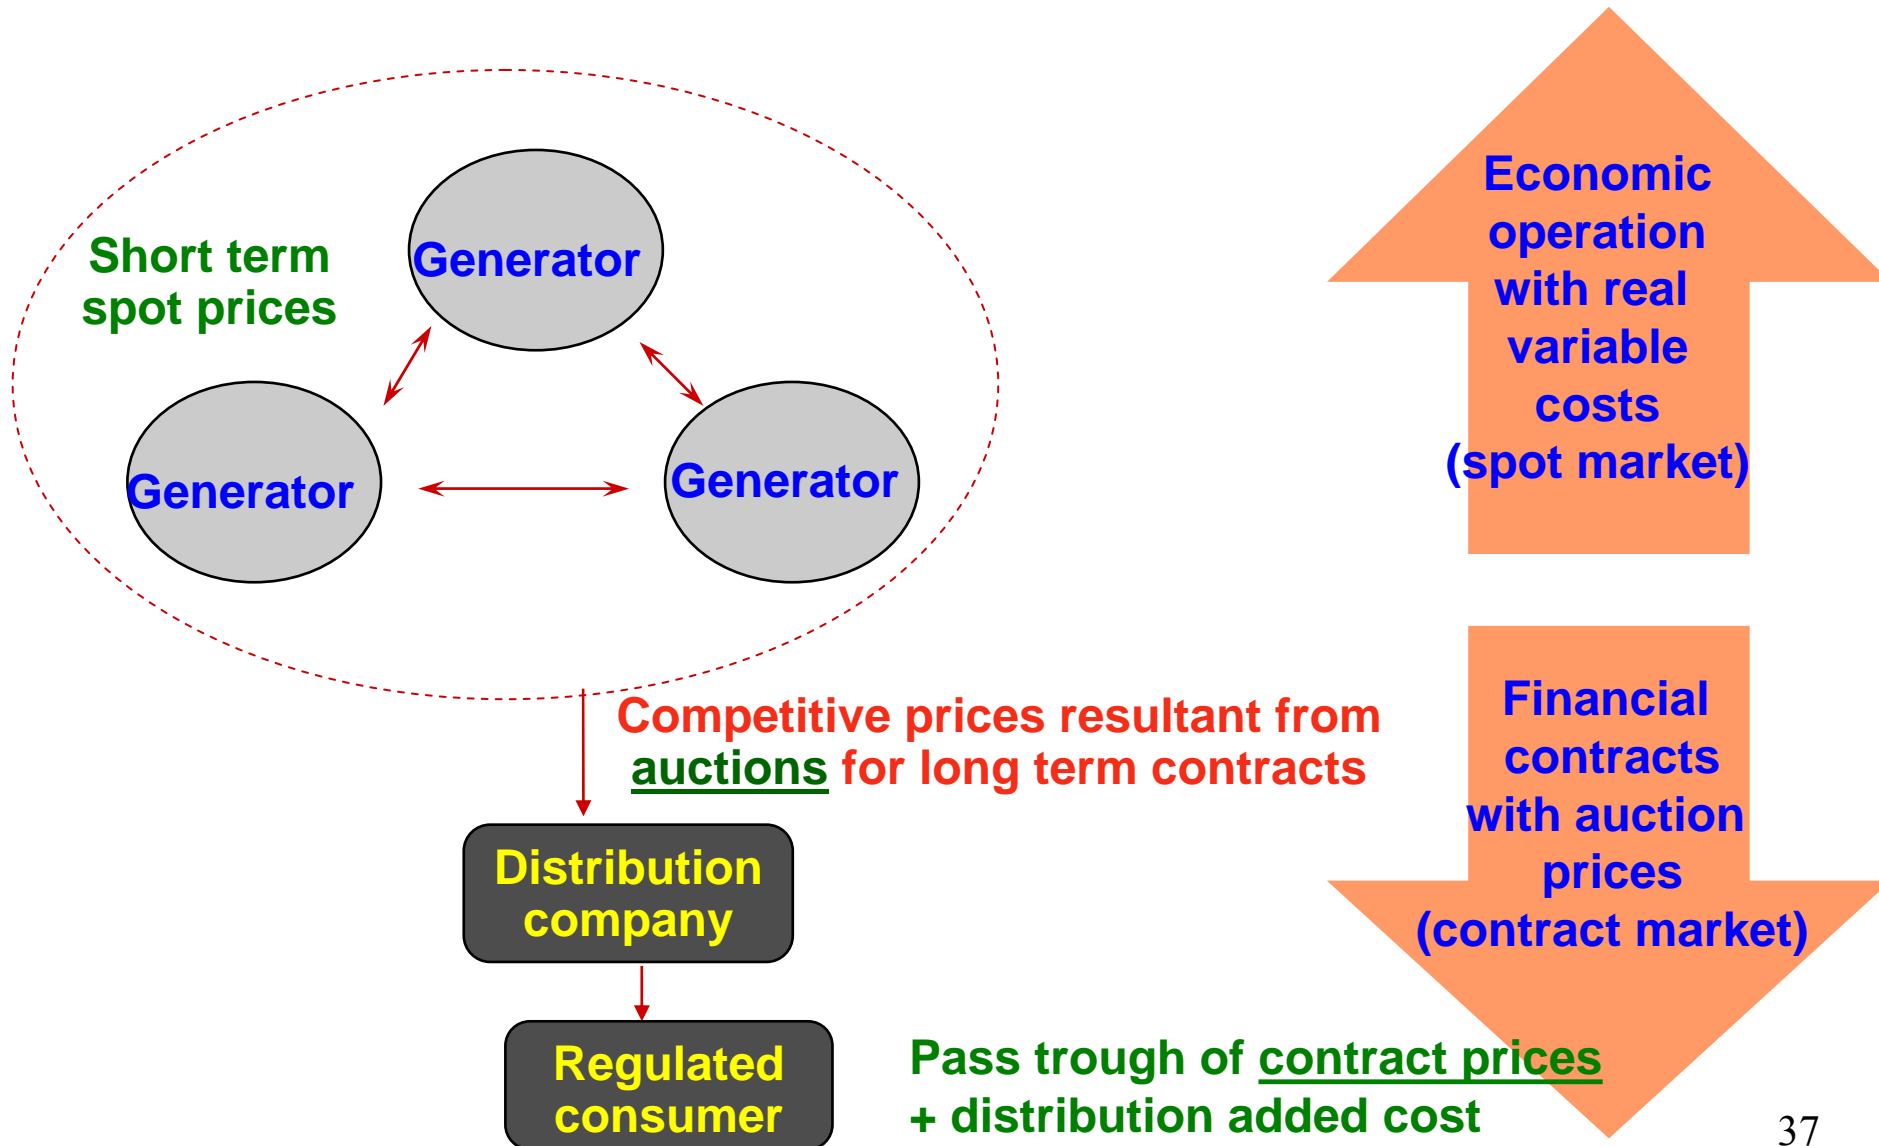 Short term
spot prices
Generator
Generator
Generator
Economic
operation
with real
variable
costs
(spot market)
Competitive prices resultant from
auctions for long term contracts
Financial
contracts
with auction
prices
(contract market)
Distribution
company
Regulated
consumer
Pass trough of contract prices
+ distribution added cost
37